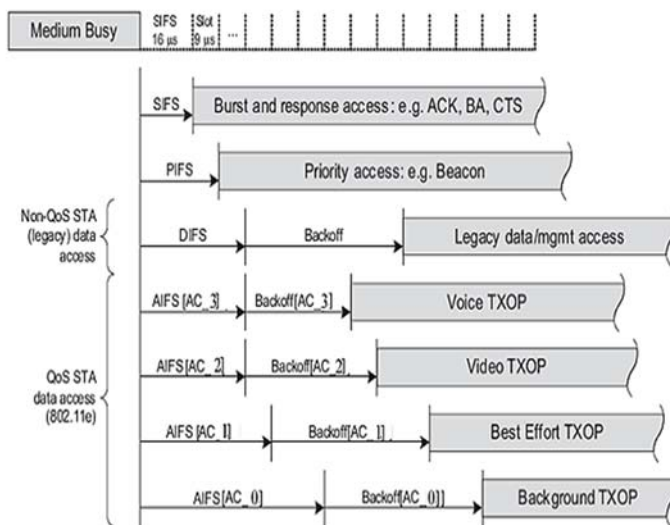 Medium Busy
SIFS
16 µs
Slot
9 µs
...
SIFS
Burst and response access: e.g. ACK, BA, CTS
PIFS
Priority access: e.g. Beacon
Non-QoS STA
(legacy) data
access
DIFS
Backoff
Legacy data/mgmt access
AIFS[AC_3]
Backoff[AC_3]
Voice TXOP
QoS STA
data access
(802.11e)
AIFS[AC_2]
Backoff[AC_2]
Video TXOP
AIFS[AC_1]
Backoff[AC_1]
Best Effort TXOP
AIFS[AC_0]
Backoff[AC_0]]
Background TXOP